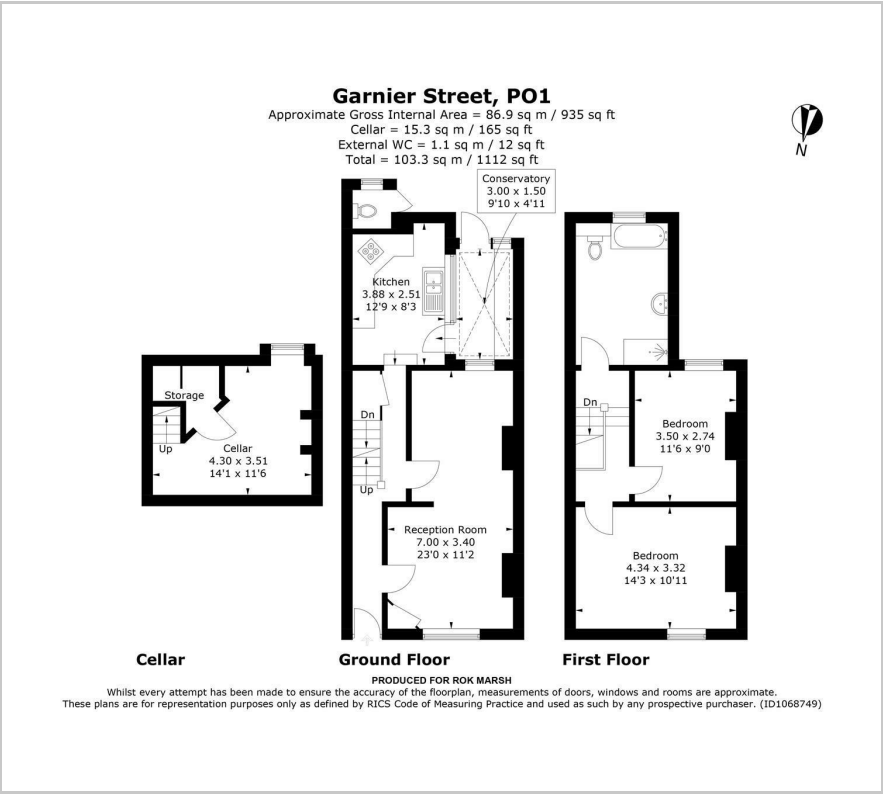 Garnier Street, PO1
Approximate Gross Internal Area = 86.9 sq m / 935 sq ft
Cellar = 15.3 sq m / 165 sq ft
External WC = 1.1 sq m / 12 sq ft
Total = 103.3 sq m / 1112 sq ft
N
Conservatory
3.00 x 1.50
9'10 x 4'11
Kitchen
3.88 x 2.51
12'9 x 8'3
Storage
Up
Cellar
4.30 x 3.51
14'1 x 11'6
Dn
Up
Reception Room
7.00 x 3.40
23'0 x 11'2
Dn
Bedroom
3.50 x 2.74
11'6 x 9'0
Bedroom
4.34 x 3.32
14'3 x 10'11
Cellar
Ground Floor
First Floor
PRODUCED FOR ROK MARSH
Whilst every attempt has been made to ensure the accuracy of the floorplan, measurements of doors, windows and rooms are approximate.
These plans are for representation purposes only as defined by RICS Code of Measuring Practice and used as such by any prospective purchaser. (ID1068749)